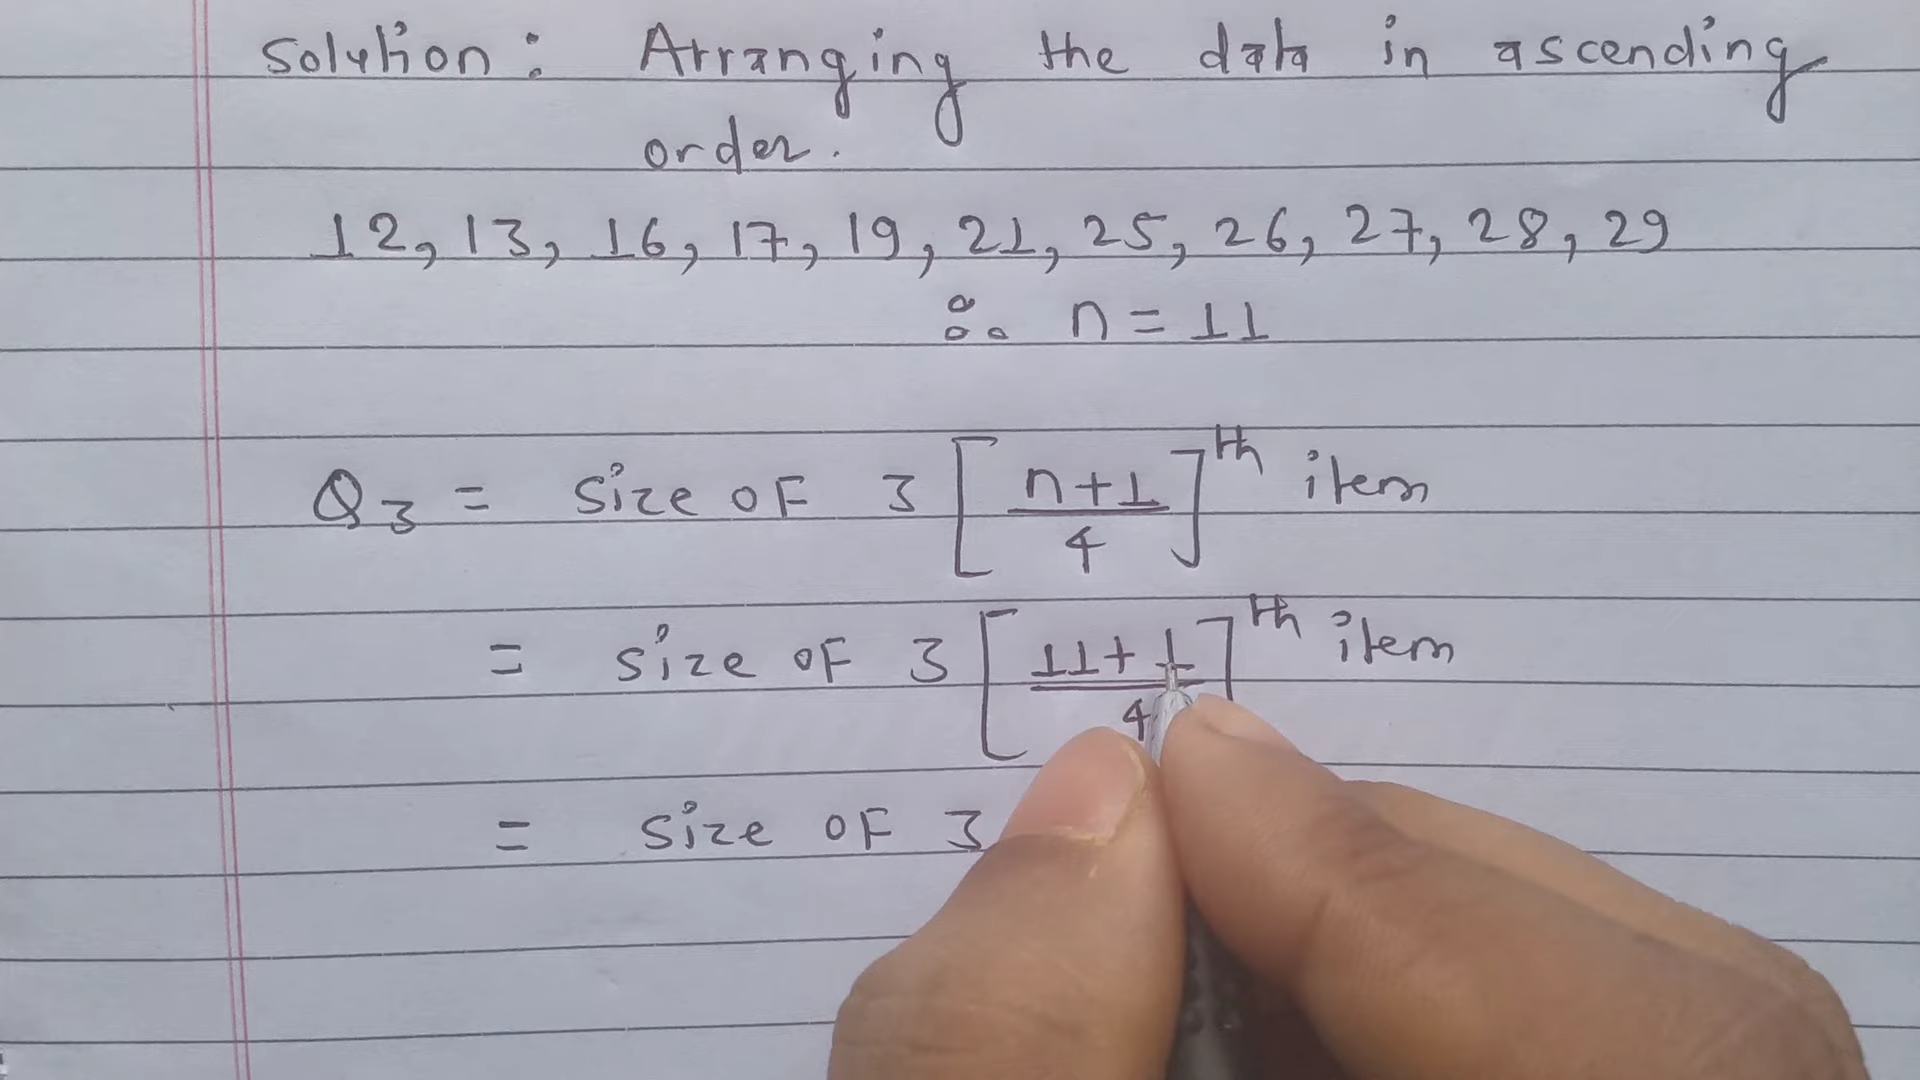 Solution: Arranging the data in ascending
order.
12, 13, 16, 17, 19, 21, 25, 26, 27, 28, 29
∴ n = 11
Q3 = size of 3 [n+1/4]th item
= size of 3 [11+1/4]th item
= size of 3